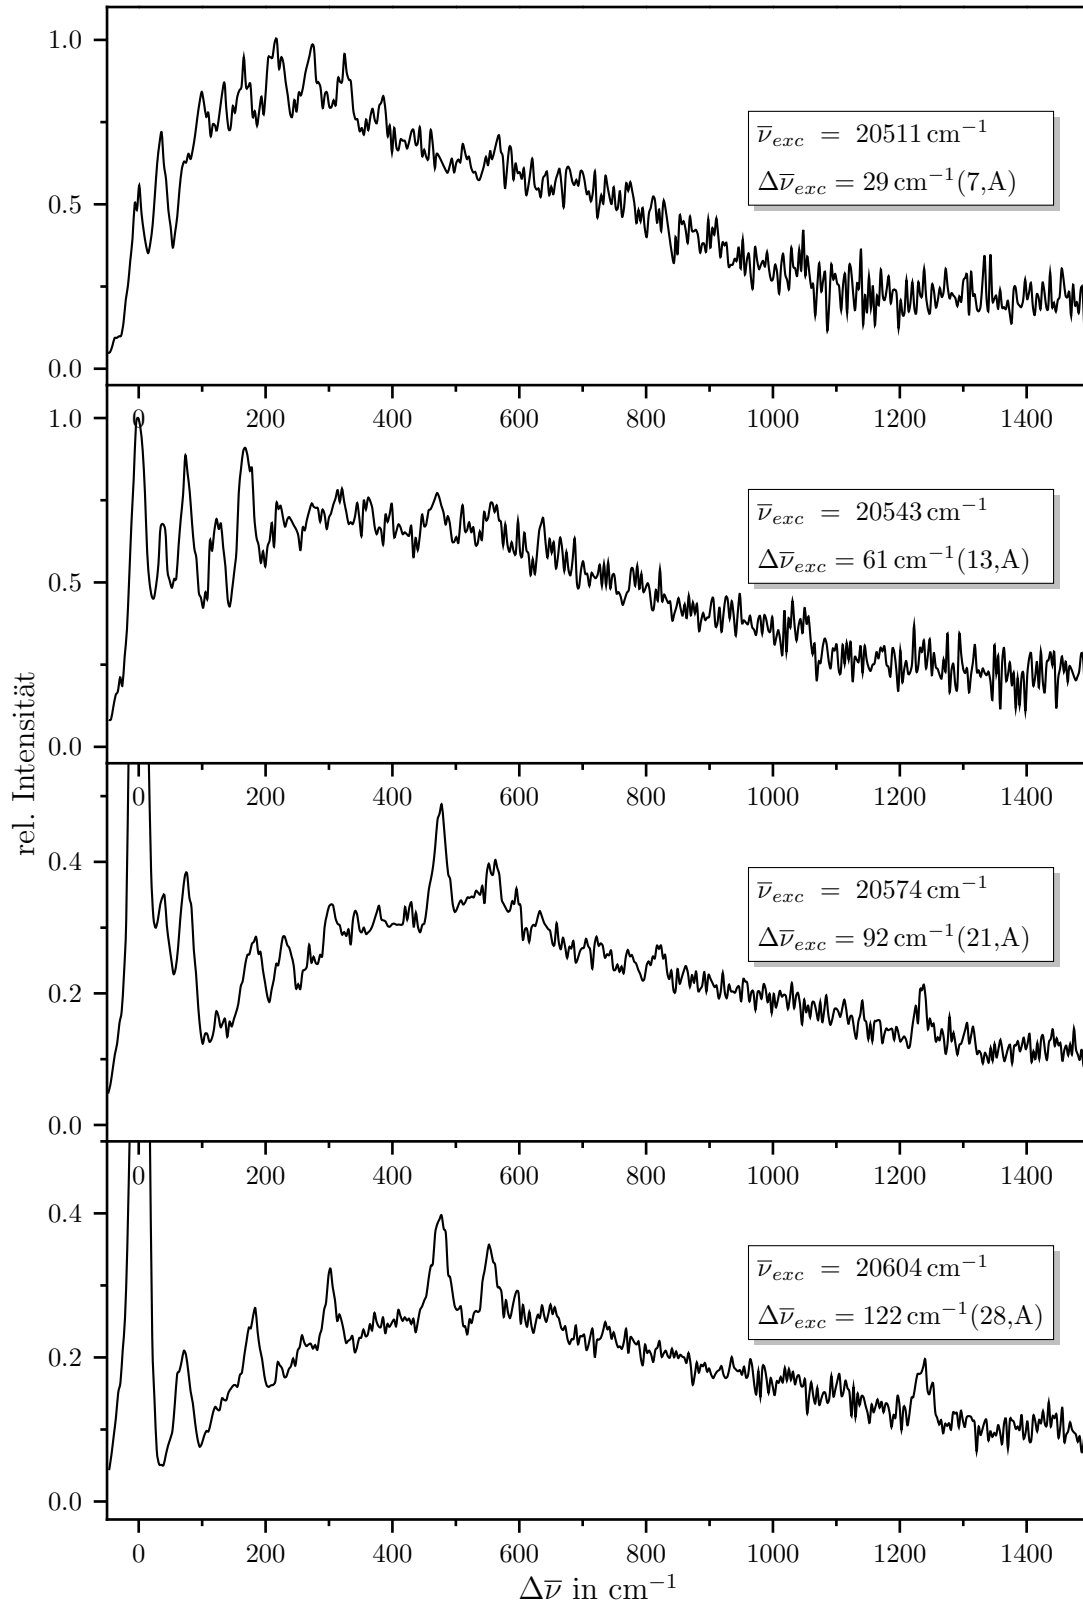 1.0
ν̅exc = 20511 cm⁻¹
Δν̅exc = 29 cm⁻¹(7,A)
0.5
0.0
0 200 400 600 800 1000 1200 1400
1.0
ν̅exc = 20543 cm⁻¹
Δν̅exc = 61 cm⁻¹(13,A)
0.5
0.0
rel. Intensität
0 200 400 600 800 1000 1200 1400
0.4
ν̅exc = 20574 cm⁻¹
Δν̅exc = 92 cm⁻¹(21,A)
0.2
0.0
0 200 400 600 800 1000 1200 1400
0.4
ν̅exc = 20604 cm⁻¹
Δν̅exc = 122 cm⁻¹(28,A)
0.2
0.0
0 200 400 600 800 1000 1200 1400
Δν̅ in cm⁻¹